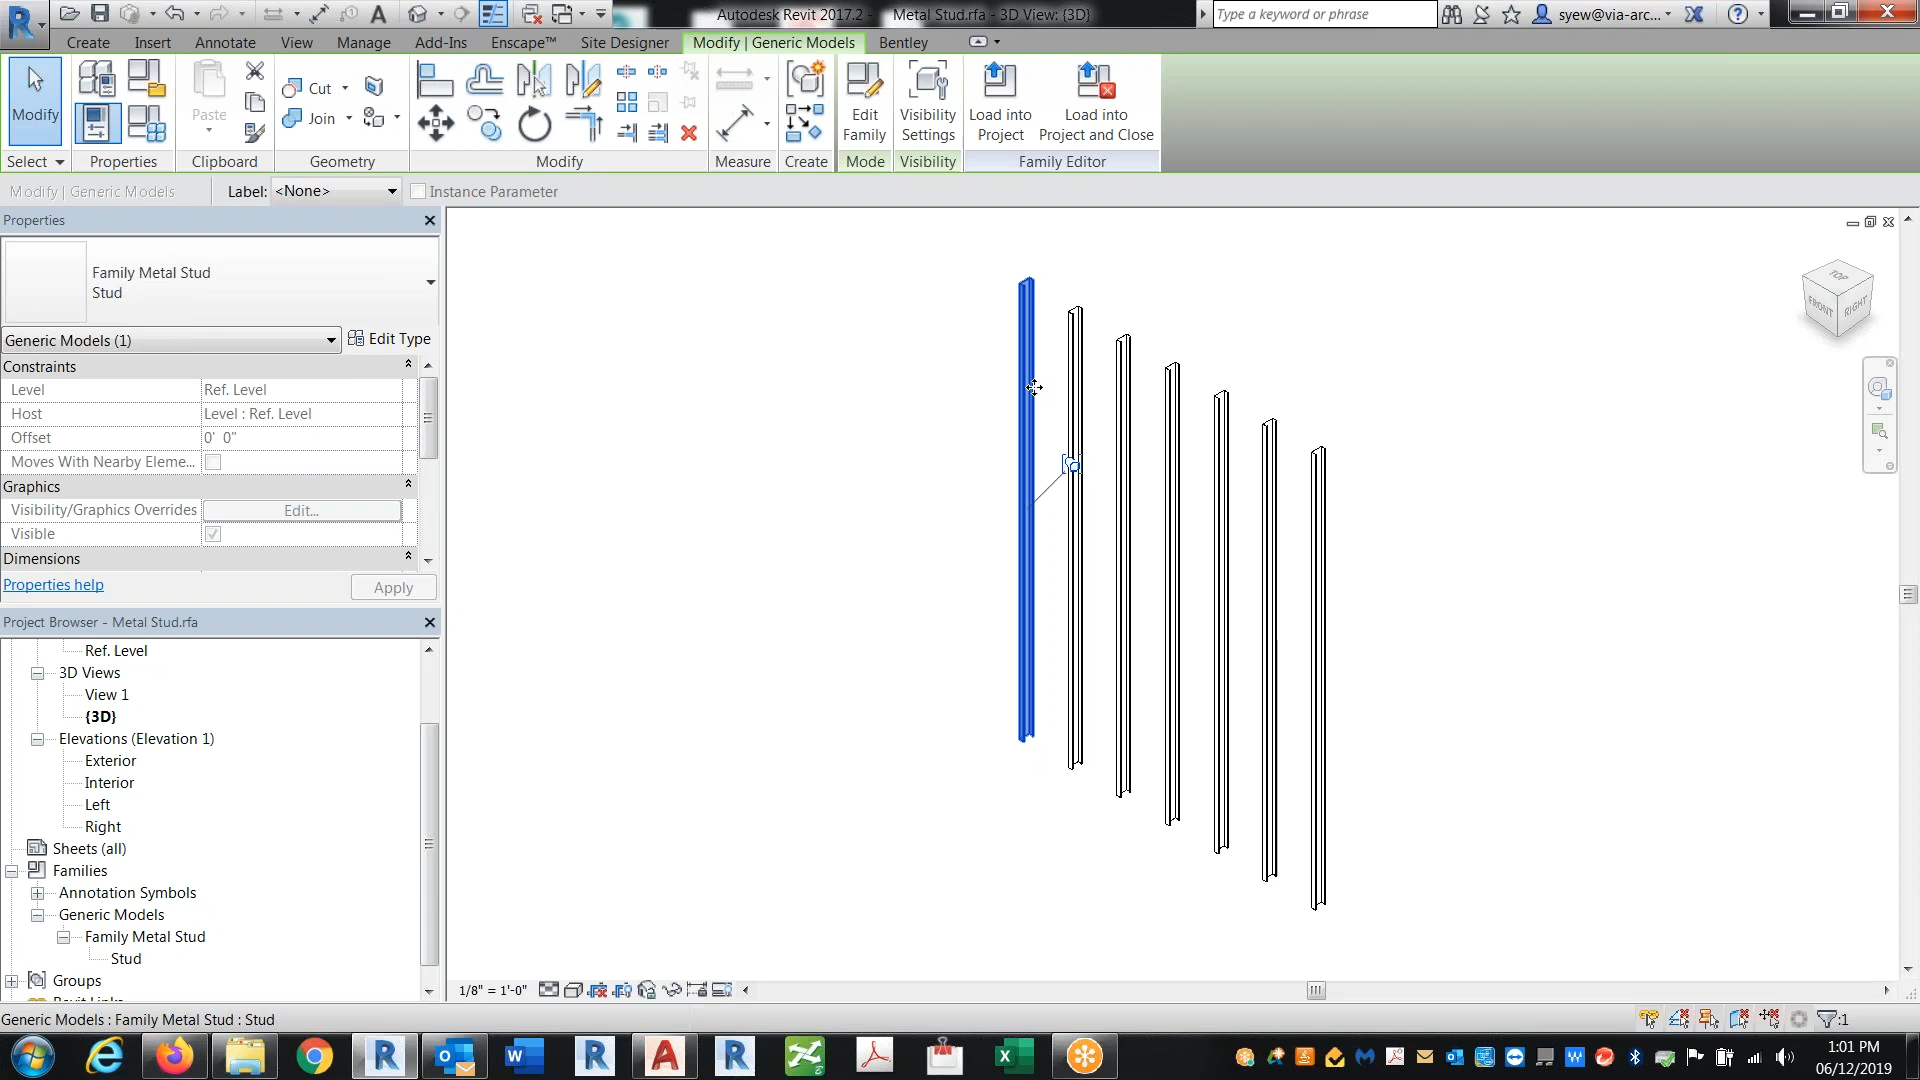 Autodesk Revit 2017.2 - Metal Stud.rfa - 3D View: {3D}
Type a keyword or phrase
syew@via-arc...
Create Insert Annotate View Manage Add-Ins Enscape™ Site Designer Modify | Generic Models Bentley
Modify
Paste
Cut
Join
Edit Family
Visibility Settings
Load into Project
Load into Project and Close
Select Properties Clipboard Geometry Modify Measure Create Mode Visibility Family Editor
Modify | Generic Models
Label: <None>
Instance Parameter
Properties
Family Metal Stud
Stud
Generic Models (1)
Edit Type
Constraints
Level Ref. Level
Host Level : Ref. Level
Offset 0' 0"
Moves With Nearby Eleme...
Graphics
Visibility/Graphics Overrides Edit...
Visible
Dimensions
Properties help
Apply
Project Browser - Metal Stud.rfa
Ref. Level
3D Views
View 1
{3D}
Elevations (Elevation 1)
Exterior
Interior
Left
Right
Sheets (all)
Families
Annotation Symbols
Generic Models
Family Metal Stud
Stud
Groups
TOP
FRONT
RIGHT
1/8" = 1'-0"
Generic Models : Family Metal Stud : Stud
:1
1:01 PM
06/12/2019